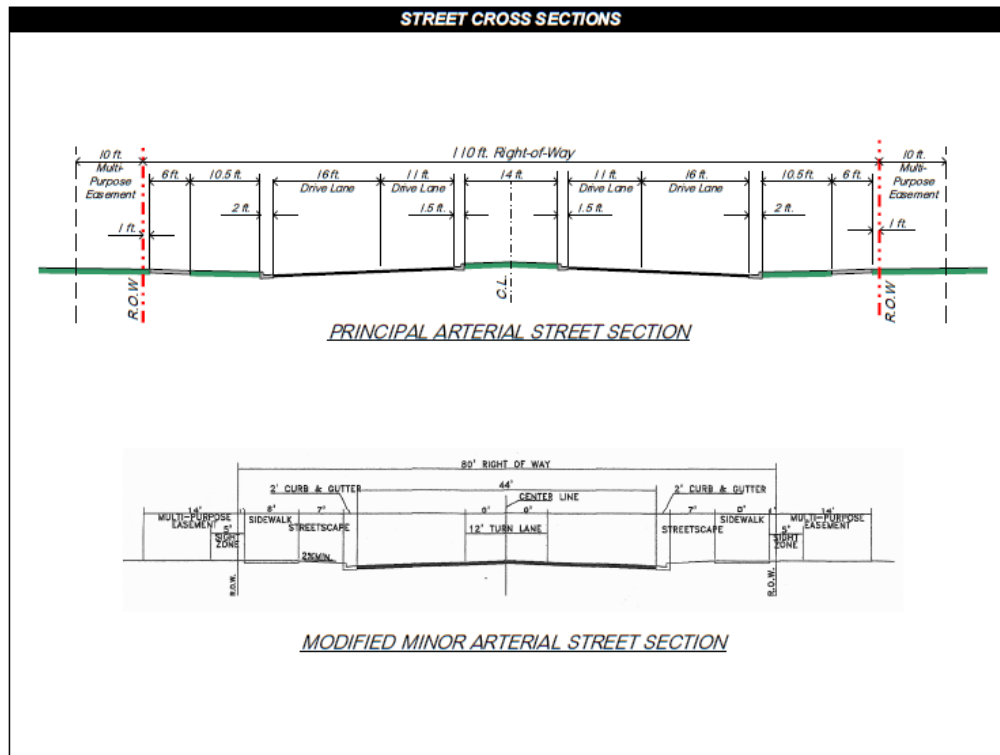 STREET CROSS SECTIONS
10 ft. 110 ft. Right-of-Way 10 ft.
Multi-Purpose Easement
6 ft. 10.5 ft. 16 ft. 11 ft. 14 ft. 11 ft. 16 ft. 10.5 ft. 6 ft.
Drive Lane Drive Lane Drive Lane Drive Lane
Multi-Purpose Easement
2 ft. 1.5 ft. 1.5 ft. 2 ft.
1 ft. 1 ft.
R.O.W C.L. R.O.W
PRINCIPAL ARTERIAL STREET SECTION
80' RIGHT OF WAY
2' CURB & GUTTER 44' 2' CURB & GUTTER
CENTER LINE
14' 7' 7' 14'
MULTI-PURPOSE EASEMENT SIDEWALK STREETSCAPE 12' TURN LANE STREETSCAPE SIDEWALK MULTI-PURPOSE EASEMENT
5' SIGHT ZONE 5' SIGHT ZONE
2%MIN.
R.O.W. R.O.W.
MODIFIED MINOR ARTERIAL STREET SECTION